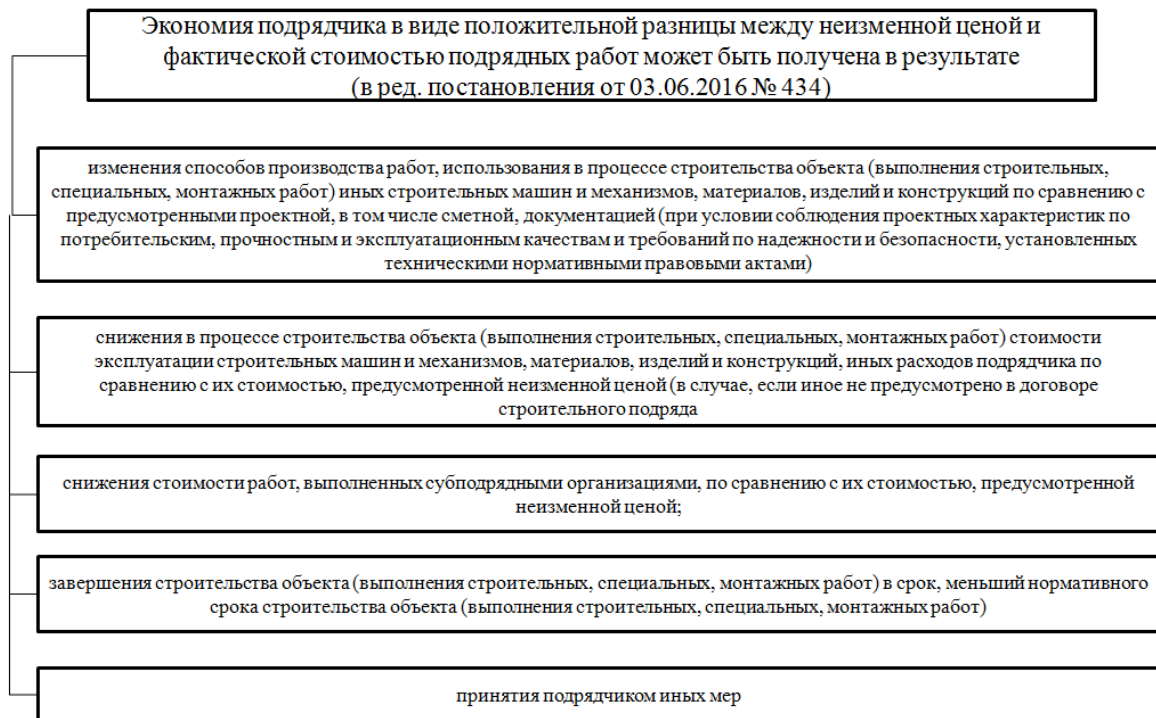 Экономия подрядчика в виде положительной разницы между неизменной ценой и
фактической стоимостью подрядных работ может быть получена в результате
(в ред. постановления от 03.06.2016 № 434)
изменения способов производства работ, использования в процессе строительства объекта (выполнения строительных,
специальных, монтажных работ) иных строительных машин и механизмов, материалов, изделий и конструкций по сравнению с
предусмотренными проектной, в том числе сметной, документацией (при условии соблюдения проектных характеристик по
потребительским, прочностным и эксплуатационным качествам и требований по надежности и безопасности, установленных
техническими нормативными правовыми актами)
снижения в процессе строительства объекта (выполнения строительных, специальных, монтажных работ) стоимости
эксплуатации строительных машин и механизмов, материалов, изделий и конструкций, иных расходов подрядчика по
сравнению с их стоимостью, предусмотренной неизменной ценой (в случае, если иное не предусмотрено в договоре
строительного подряда
снижения стоимости работ, выполненных субподрядными организациями, по сравнению с их стоимостью, предусмотренной
неизменной ценой;
завершения строительства объекта (выполнения строительных, специальных, монтажных работ) в срок, меньший нормативного
срока строительства объекта (выполнения строительных, специальных, монтажных работ)
принятия подрядчиком иных мер